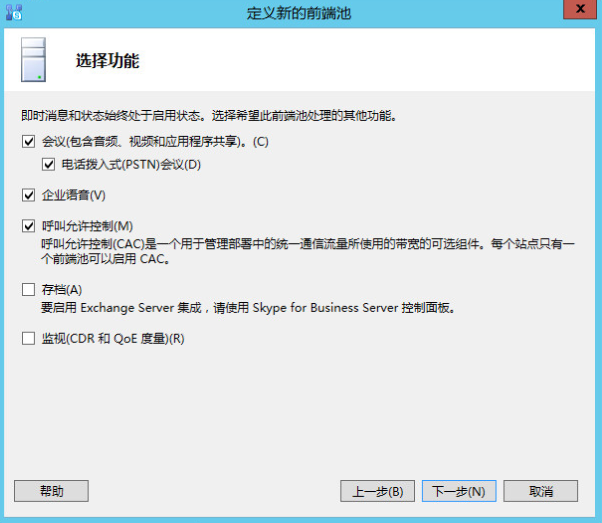 定义新的前端池
x
选择功能
即时消息和状态始终处于启用状态。选择希望此前端池处理的其他功能。
会议(包含音频、视频和应用程序共享)。(C)
电话拨入式(PSTN)会议(D)
企业语音(V)
呼叫允许控制(M)
呼叫允许控制(CAC)是一个用于管理部署中的统一通信流量所使用的带宽的可选组件。每个站点只有一
个前端池可以启用 CAC。
存档(A)
要启用 Exchange Server 集成，请使用 Skype for Business Server 控制面板。
监视(CDR 和 QoE 度量)(R)
帮助
上一步(B)
下一步(N)
取消